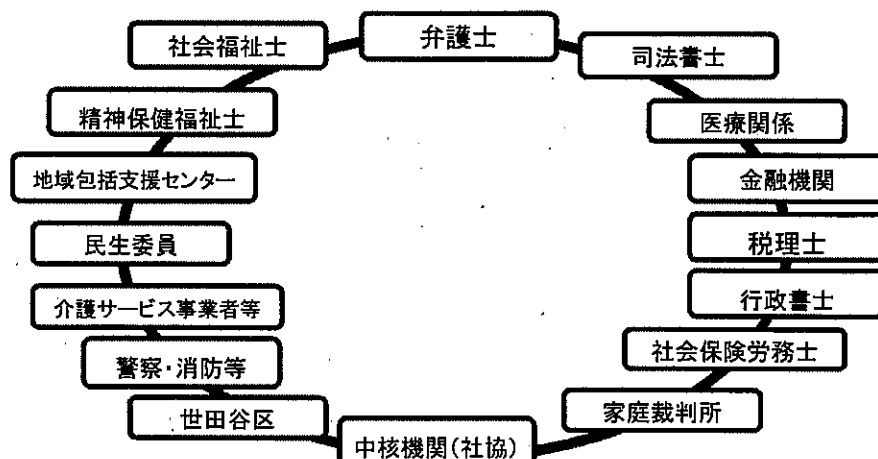 弁護士
社会福祉士
司法書士
精神保健福祉士
医療関係
地域包括支援センター
金融機関
民生委員
税理士
介護サービス事業者等
行政書士
警察・消防等
社会保険労務士
世田谷区
家庭裁判所
中核機関(社協)